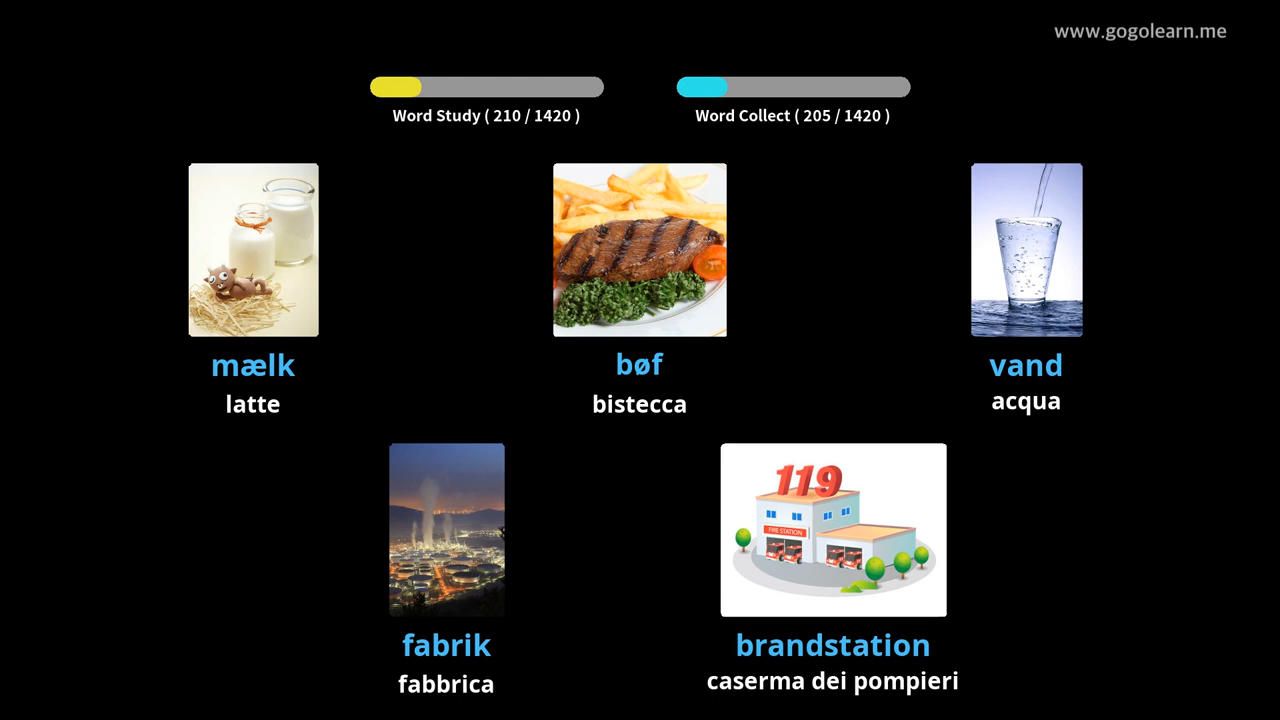 www.gogolearn.me
Word Study ( 210 / 1420 )
Word Collect ( 205 / 1420 )
mælk
bøf
vand
latte
bistecca
acqua
119
FIRE STATION
fabrik
brandstation
fabbrica
caserma dei pompieri